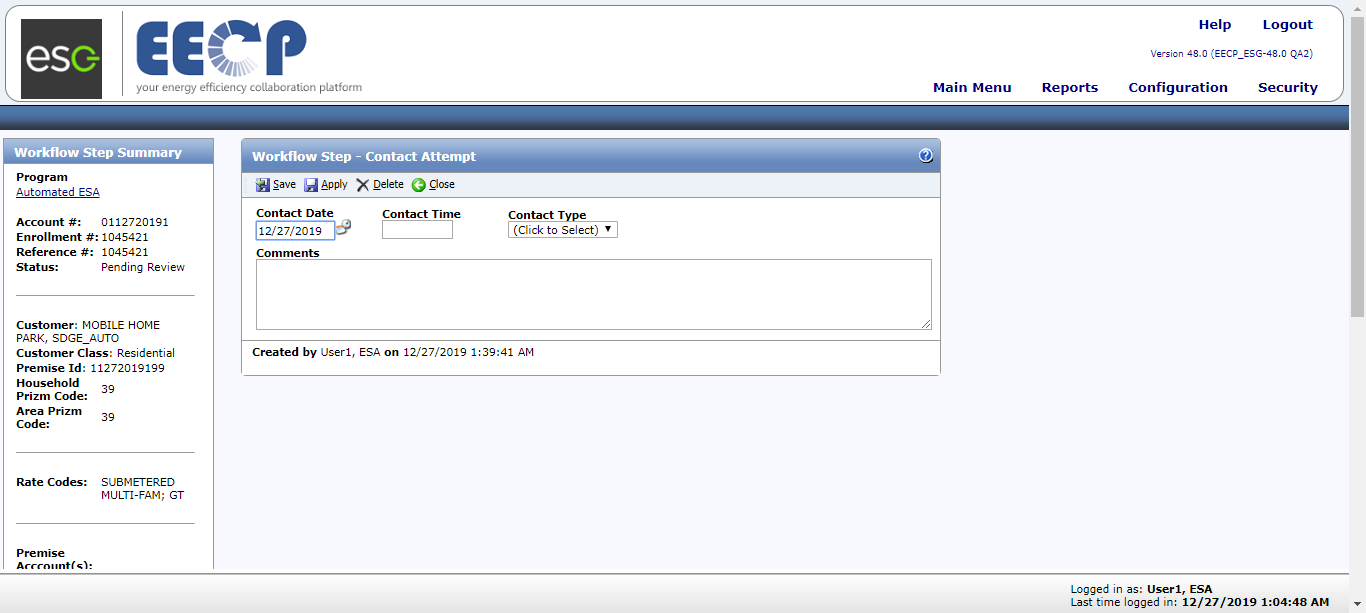 Help Logout
esc EECP
your energy efficiency collaboration platform
Version 48.0 (EECP_ESG-48.0 QA2)
Main Menu Reports Configuration Security
Workflow Step Summary
Program
Automated ESA
Account #: 0112720191
Enrollment #: 1045421
Reference #: 1045421
Status: Pending Review
Customer: MOBILE HOME
PARK, SDGE_AUTO
Customer Class: Residential
Premise Id: 11272019199
Household
Prizm Code: 39
Area Prizm
Code: 39
Rate Codes: SUBMETERED
MULTI-FAM; GT
Premise
Acccount(s):
Workflow Step - Contact Attempt ?
Save Apply Delete Close
Contact Date Contact Time Contact Type
12/27/2019 (Click to Select)
Comments
Created by User1, ESA on 12/27/2019 1:39:41 AM
Logged in as: User1, ESA
Last time logged in: 12/27/2019 1:04:48 AM